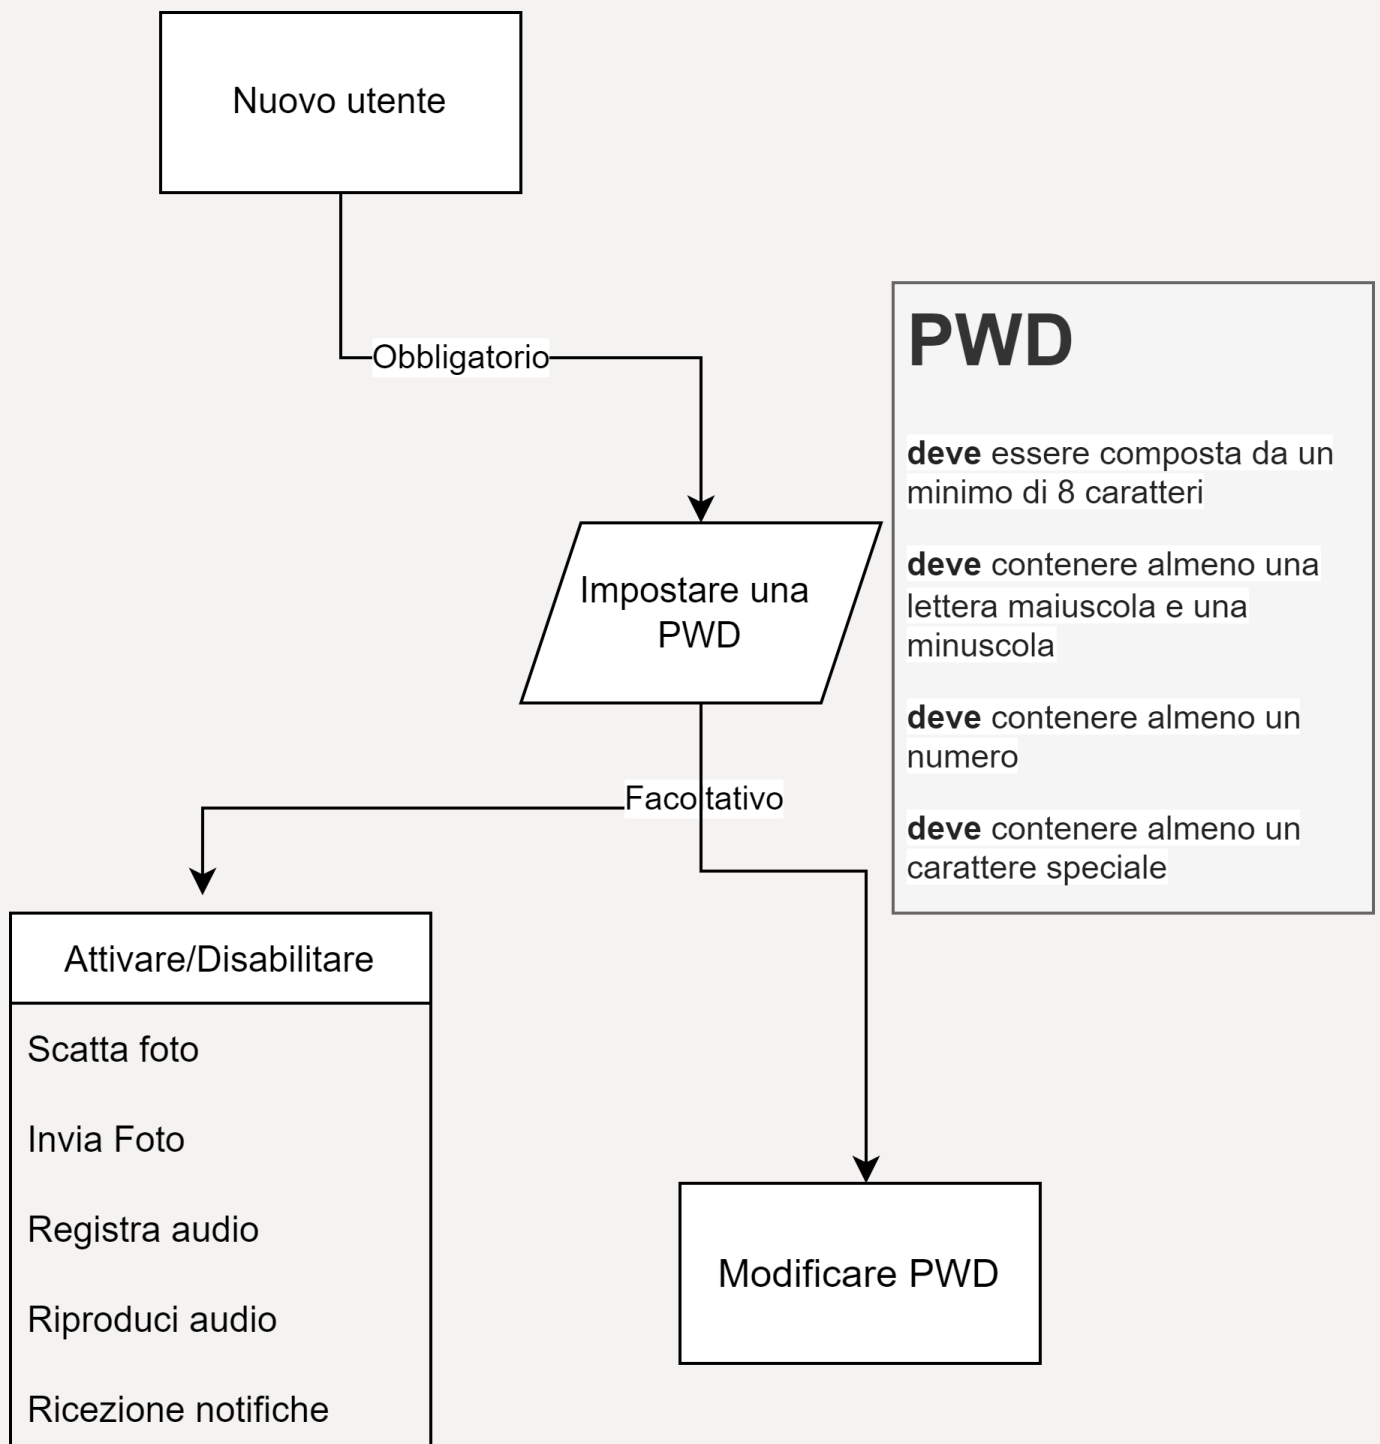 Nuovo utente
Obbligatorio
PWD
deve essere composta da un
minimo di 8 caratteri
deve contenere almeno una
lettera maiuscola e una
minuscola
deve contenere almeno un
numero
deve contenere almeno un
carattere speciale
Impostare una
PWD
Facoltativo
Attivare/Disabilitare
Scatta foto
Invia Foto
Registra audio
Riproduci audio
Ricezione notifiche
Modificare PWD